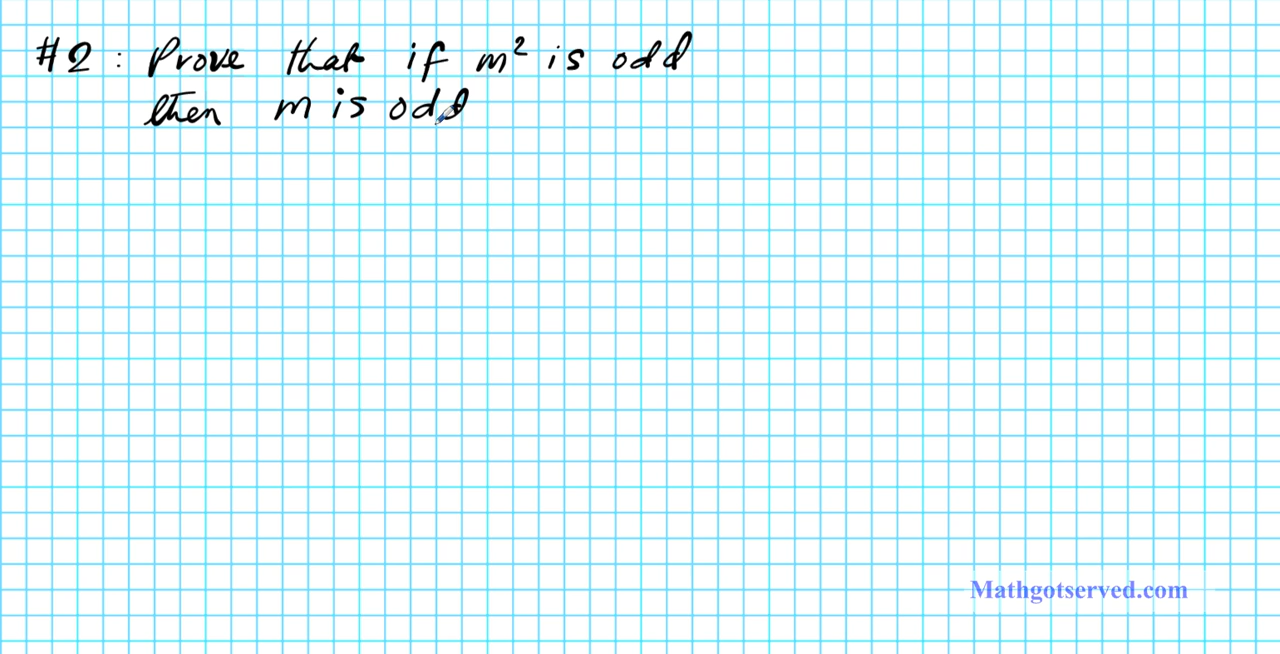 #2: Prove that if m² is odd
then m is odd
Mathgotserved.com